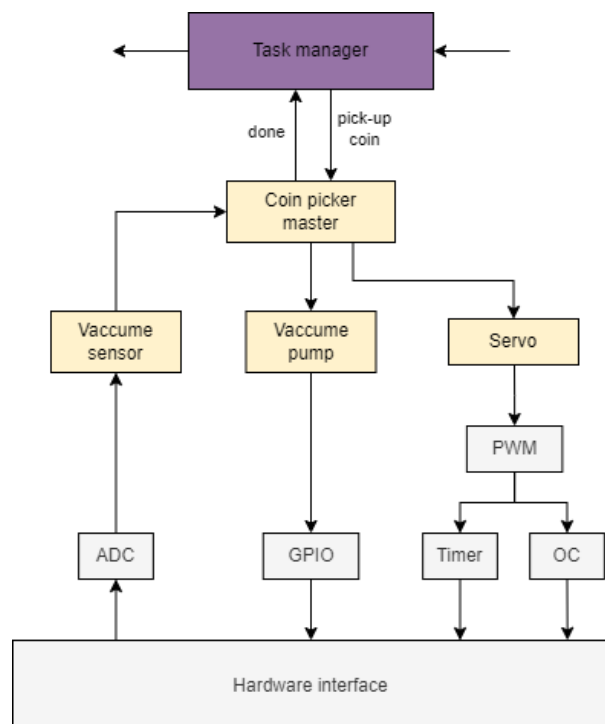 Task manager
done
pick-up
coin
Coin picker
master
Vaccume
sensor
Vaccume
pump
Servo
PWM
ADC
GPIO
Timer
OC
Hardware interface